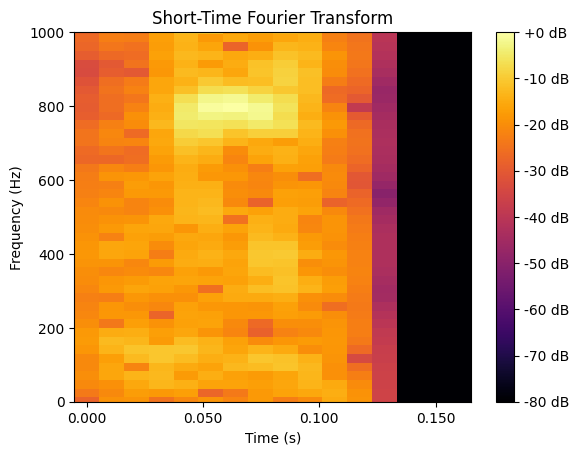 Short-Time Fourier Transform
1000
800
600
400
200
0
Frequency (Hz)
0.000
0.050
0.100
0.150
Time (s)
+0 dB
-10 dB
-20 dB
-30 dB
-40 dB
-50 dB
-60 dB
-70 dB
-80 dB